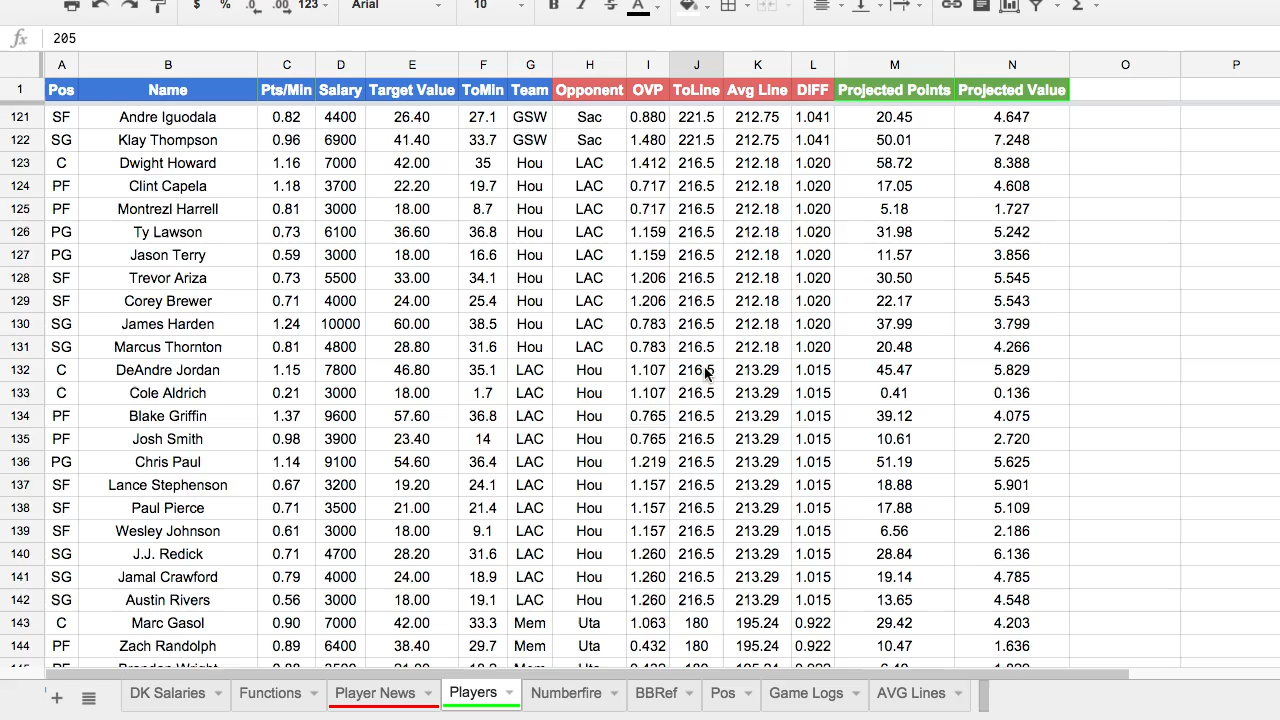 $ % .0 .00 123 Arial 10 B I S A Σ
fx 205
A B C D E F G H I J K L M N O P
1 Pos Name Pts/Min Salary Target Value ToMin Team Opponent OVP ToLine Avg Line DIFF Projected Points Projected Value
121 SF Andre Iguodala 0.82 4400 26.40 27.1 GSW Sac 0.880 221.5 212.75 1.041 20.45 4.647
122 SG Klay Thompson 0.96 6900 41.40 33.7 GSW Sac 1.480 221.5 212.75 1.041 50.01 7.248
123 C Dwight Howard 1.16 7000 42.00 35 Hou LAC 1.412 216.5 212.18 1.020 58.72 8.388
124 PF Clint Capela 1.18 3700 22.20 19.7 Hou LAC 0.717 216.5 212.18 1.020 17.05 4.608
125 PF Montrezl Harrell 0.81 3000 18.00 8.7 Hou LAC 0.717 216.5 212.18 1.020 5.18 1.727
126 PG Ty Lawson 0.73 6100 36.60 36.8 Hou LAC 1.159 216.5 212.18 1.020 31.98 5.242
127 PG Jason Terry 0.59 3000 18.00 16.6 Hou LAC 1.159 216.5 212.18 1.020 11.57 3.856
128 SF Trevor Ariza 0.73 5500 33.00 34.1 Hou LAC 1.206 216.5 212.18 1.020 30.50 5.545
129 SF Corey Brewer 0.71 4000 24.00 25.4 Hou LAC 1.206 216.5 212.18 1.020 22.17 5.543
130 SG James Harden 1.24 10000 60.00 38.5 Hou LAC 0.783 216.5 212.18 1.020 37.99 3.799
131 SG Marcus Thornton 0.81 4800 28.80 31.6 Hou LAC 0.783 216.5 212.18 1.020 20.48 4.266
132 C DeAndre Jordan 1.15 7800 46.80 35.1 LAC Hou 1.107 216.5 213.29 1.015 45.47 5.829
133 C Cole Aldrich 0.21 3000 18.00 1.7 LAC Hou 1.107 216.5 213.29 1.015 0.41 0.136
134 PF Blake Griffin 1.37 9600 57.60 36.8 LAC Hou 0.765 216.5 213.29 1.015 39.12 4.075
135 PF Josh Smith 0.98 3900 23.40 14 LAC Hou 0.765 216.5 213.29 1.015 10.61 2.720
136 PG Chris Paul 1.14 9100 54.60 36.4 LAC Hou 1.219 216.5 213.29 1.015 51.19 5.625
137 SF Lance Stephenson 0.67 3200 19.20 24.1 LAC Hou 1.157 216.5 213.29 1.015 18.88 5.901
138 SF Paul Pierce 0.71 3500 21.00 21.4 LAC Hou 1.157 216.5 213.29 1.015 17.88 5.109
139 SF Wesley Johnson 0.61 3000 18.00 9.1 LAC Hou 1.157 216.5 213.29 1.015 6.56 2.186
140 SG J.J. Redick 0.71 4700 28.20 31.6 LAC Hou 1.260 216.5 213.29 1.015 28.84 6.136
141 SG Jamal Crawford 0.79 4000 24.00 18.9 LAC Hou 1.260 216.5 213.29 1.015 19.14 4.785
142 SG Austin Rivers 0.56 3000 18.00 19.1 LAC Hou 1.260 216.5 213.29 1.015 13.65 4.548
143 C Marc Gasol 0.90 7000 42.00 33.3 Mem Uta 1.063 180 195.24 0.922 29.42 4.203
144 PF Zach Randolph 0.89 6400 38.40 29.7 Mem Uta 0.432 180 195.24 0.922 10.47 1.636
145 PF Brandan Wright
DK Salaries Functions Player News Players Numberfire BBRef Pos Game Logs AVG Lines